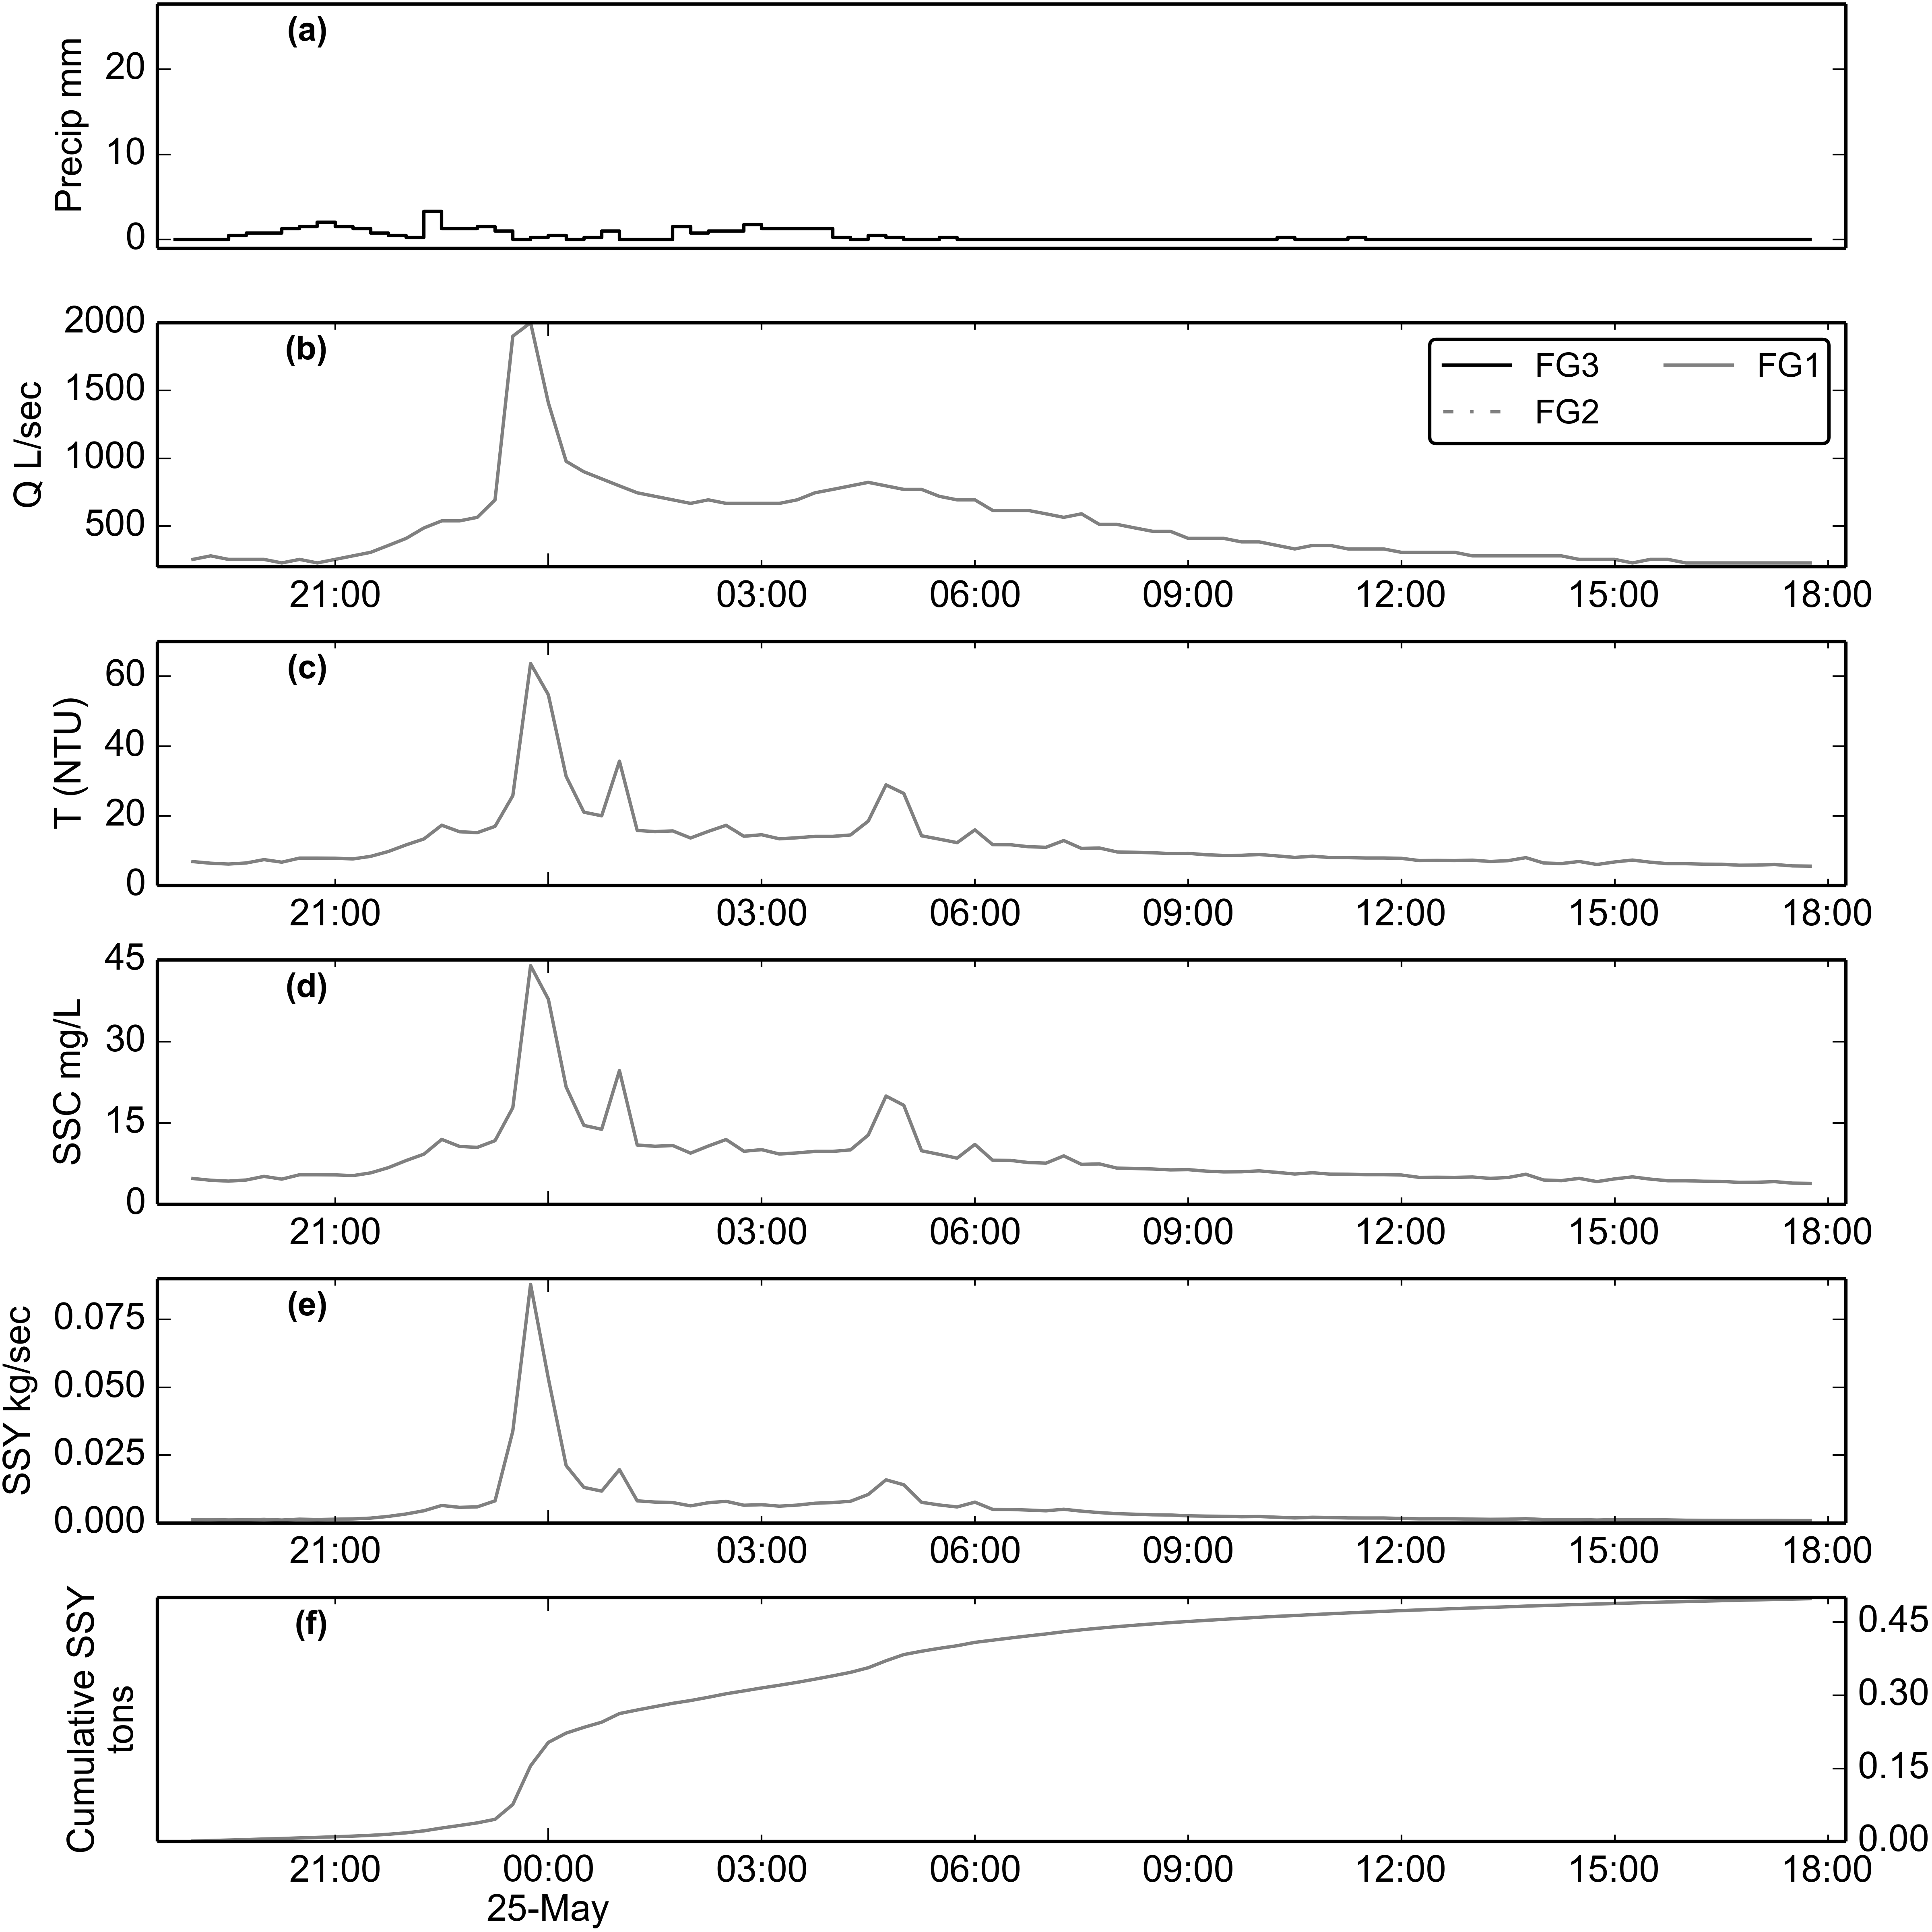 (a)
Precip mm
20
10
0
(b)
Q L/sec
2000
1500
1000
500
FG3 FG1
FG2
21:00 03:00 06:00 09:00 12:00 15:00 18:00
(c)
T (NTU)
60
40
20
0
21:00 03:00 06:00 09:00 12:00 15:00 18:00
(d)
SSC mg/L
45
30
15
0
21:00 03:00 06:00 09:00 12:00 15:00 18:00
(e)
SSY kg/sec
0.075
0.050
0.025
0.000
21:00 03:00 06:00 09:00 12:00 15:00 18:00
(f)
Cumulative SSY
tons
0.45
0.30
0.15
0.00
21:00 00:00 03:00 06:00 09:00 12:00 15:00 18:00
25-May